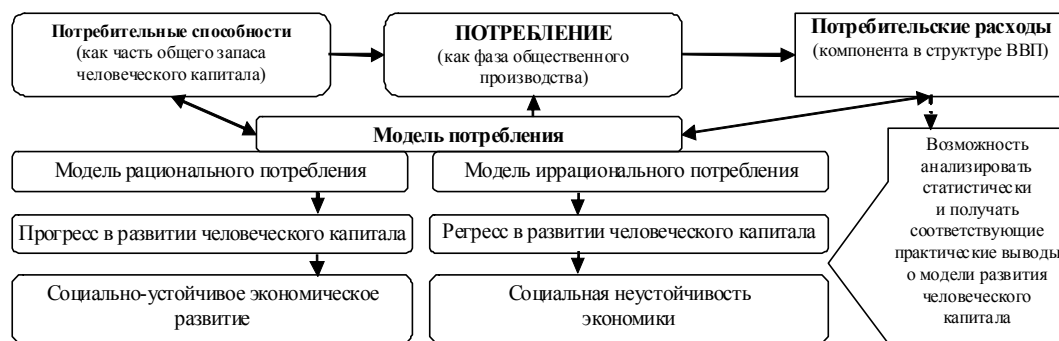 Потребительные способности
(как часть общего запаса
человеческого капитала)
ПОТРЕБЛЕНИЕ
(как фаза общественного
производства)
Потребительские расходы
(компонента в структуре ВВП)
Модель потребления
Модель рационального потребления
Модель иррационального потребления
Прогресс в развитии человеческого капитала
Регресс в развитии человеческого капитала
Социально-устойчивое экономическое
развитие
Социальная неустойчивость
экономики
Возможность
анализировать
статистически
и получать
соответствующие
практические выводы
о модели развития
человеческого
капитала